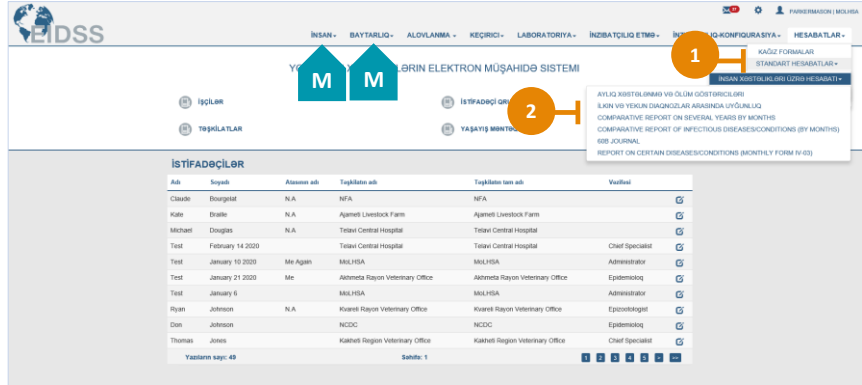 27
PARKERMASON | MOLHSA
EIDSS
İNSAN
BAYTARLIQ
ALOVLANMA
KEÇIRICI
LABORATORIYA
İNZIBATÇILIQ ETMƏ
HESABATLAR
1
KAĞIZ FORMALAR
STANDART HESABATLAR
İNSAN XƏSTƏLIKLƏRI ÜZRƏ HESABATI
M
M
2
AYLIQ XƏSTƏLƏNMƏ VƏ ÖLÜM GÖSTƏRICILƏRI
İLKIN VƏ YEKUN DIAQNOZLAR ARASINDA UYĞUNLUQ
COMPARATIVE REPORT ON SEVERAL YEARS BY MONTHS
COMPARATIVE REPORT OF INFECTIOUS DISEASES/CONDITIONS (BY MONTHS)
60B JOURNAL
REPORT ON CERTAIN DISEASES/CONDITIONS (MONTHLY FORM IV-03)
ELEKTRON MÜŞAHIDƏ SISTEMI
İŞÇILƏR
İSTIFADƏÇI
TƏŞKILATLAR
YAŞAYIŞ
İSTİFADƏÇİLƏR
Adı Soyadı Atasının adı Təşkilatın adı Təşkilatın tam adı Vəzifəsi
Claude Bourgelat N.A NFA NFA
Kate Braille N.A Ajameti Livestock Farm Ajameti Livestock Farm
Michael Douglas N.A Telavi Central Hospital Telavi Central Hospital
Test February 14 2020 Telavi Central Hospital Telavi Central Hospital Chief Specialist
Test January 10 2020 Me Again MoLHSA MoLHSA Administrator
Test January 21 2020 Me Akhmeta Rayon Veterinary Office Akhmeta Rayon Veterinary Office Epidemioloq
Test January 6 MoLHSA MoLHSA Administrator
Ryan Johnson N.A Kvareli Rayon Veterinary Office Kvareli Rayon Veterinary Office Epizootologist
Don Johnson NCDC NCDC Epidemioloq
Thomas Jones Kakheti Region Veterinary Office Kakheti Region Veterinary Office Chief Specialist
Yazıların sayı: 49 Səhifə: 1 1 2 3 4 5